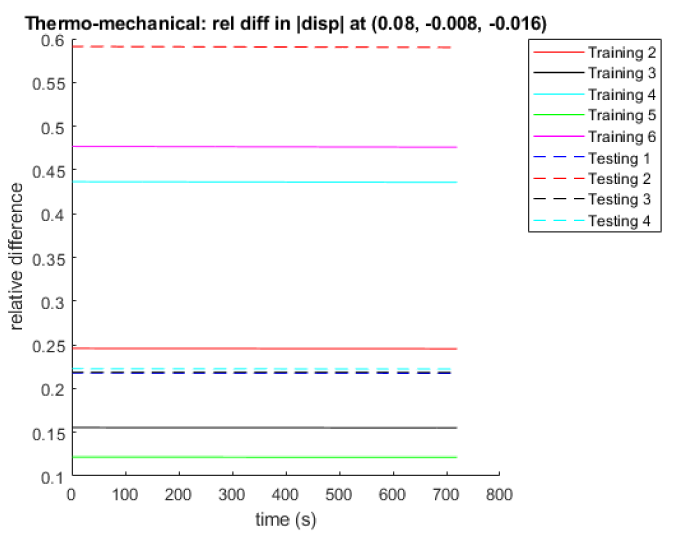 Thermo-mechanical: rel diff in |disp| at (0.08, -0.008, -0.016)
0.6
0.55
0.5
0.45
0.4
0.35
0.3
0.25
0.2
0.15
0.1
relative difference
0 100 200 300 400 500 600 700 800
time (s)
Training 2
Training 3
Training 4
Training 5
Training 6
Testing 1
Testing 2
Testing 3
Testing 4